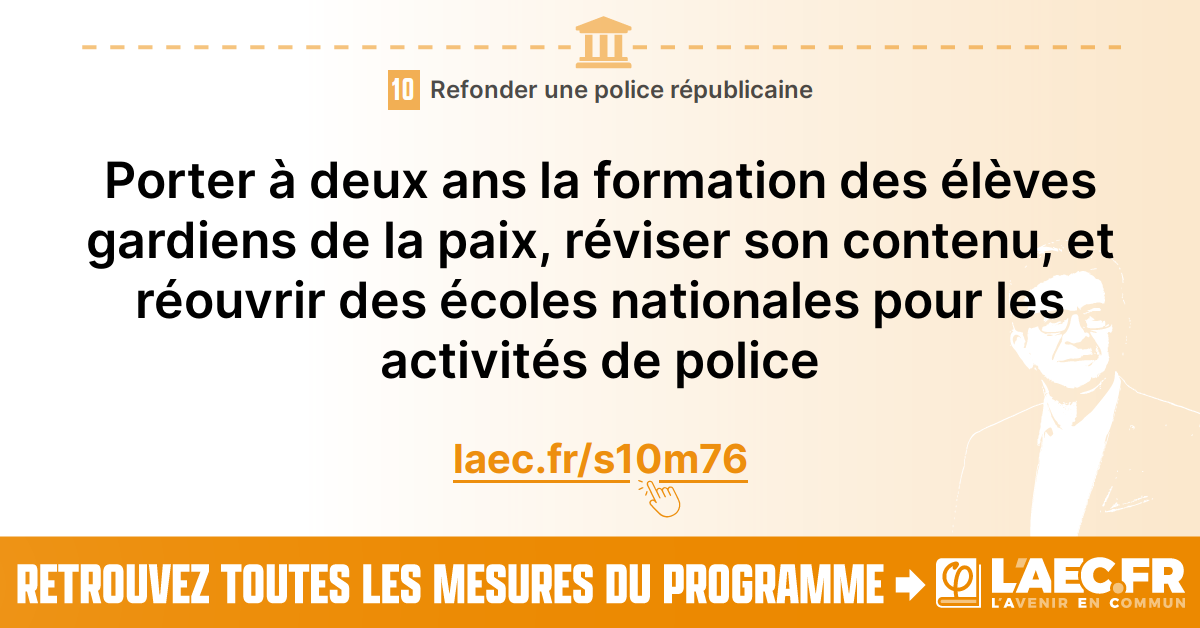 10 Refonder une police républicaine
Porter à deux ans la formation des élèves
gardiens de la paix, réviser son contenu, et
réouvrir des écoles nationales pour les
activités de police
laec.fr/s10m76
RETROUVEZ TOUTES LES MESURES DU PROGRAMME
L'AEC.FR
L'AVENIR EN COMMUN